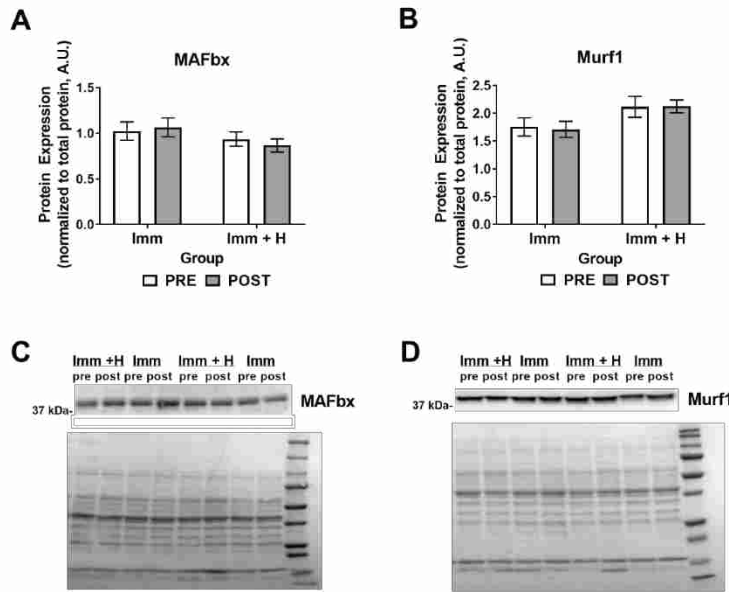 A
MAFbx
Protein Expression
(normalized to total protein, A.U.)
1.5
1.0
0.5
0.0
Imm
Imm + H
Group
PRE
POST
B
Murf1
Protein Expression
(normalized to total protein, A.U.)
2.5
2.0
1.5
1.0
0.5
0.0
Imm
Imm + H
Group
PRE
POST
C
Imm +H Imm Imm + H Imm
pre post pre post pre post pre post
MAFbx
37 kDa-
D
Imm + H Imm Imm + H Imm
pre post pre post pre post pre post
Murf1
37 kDa-